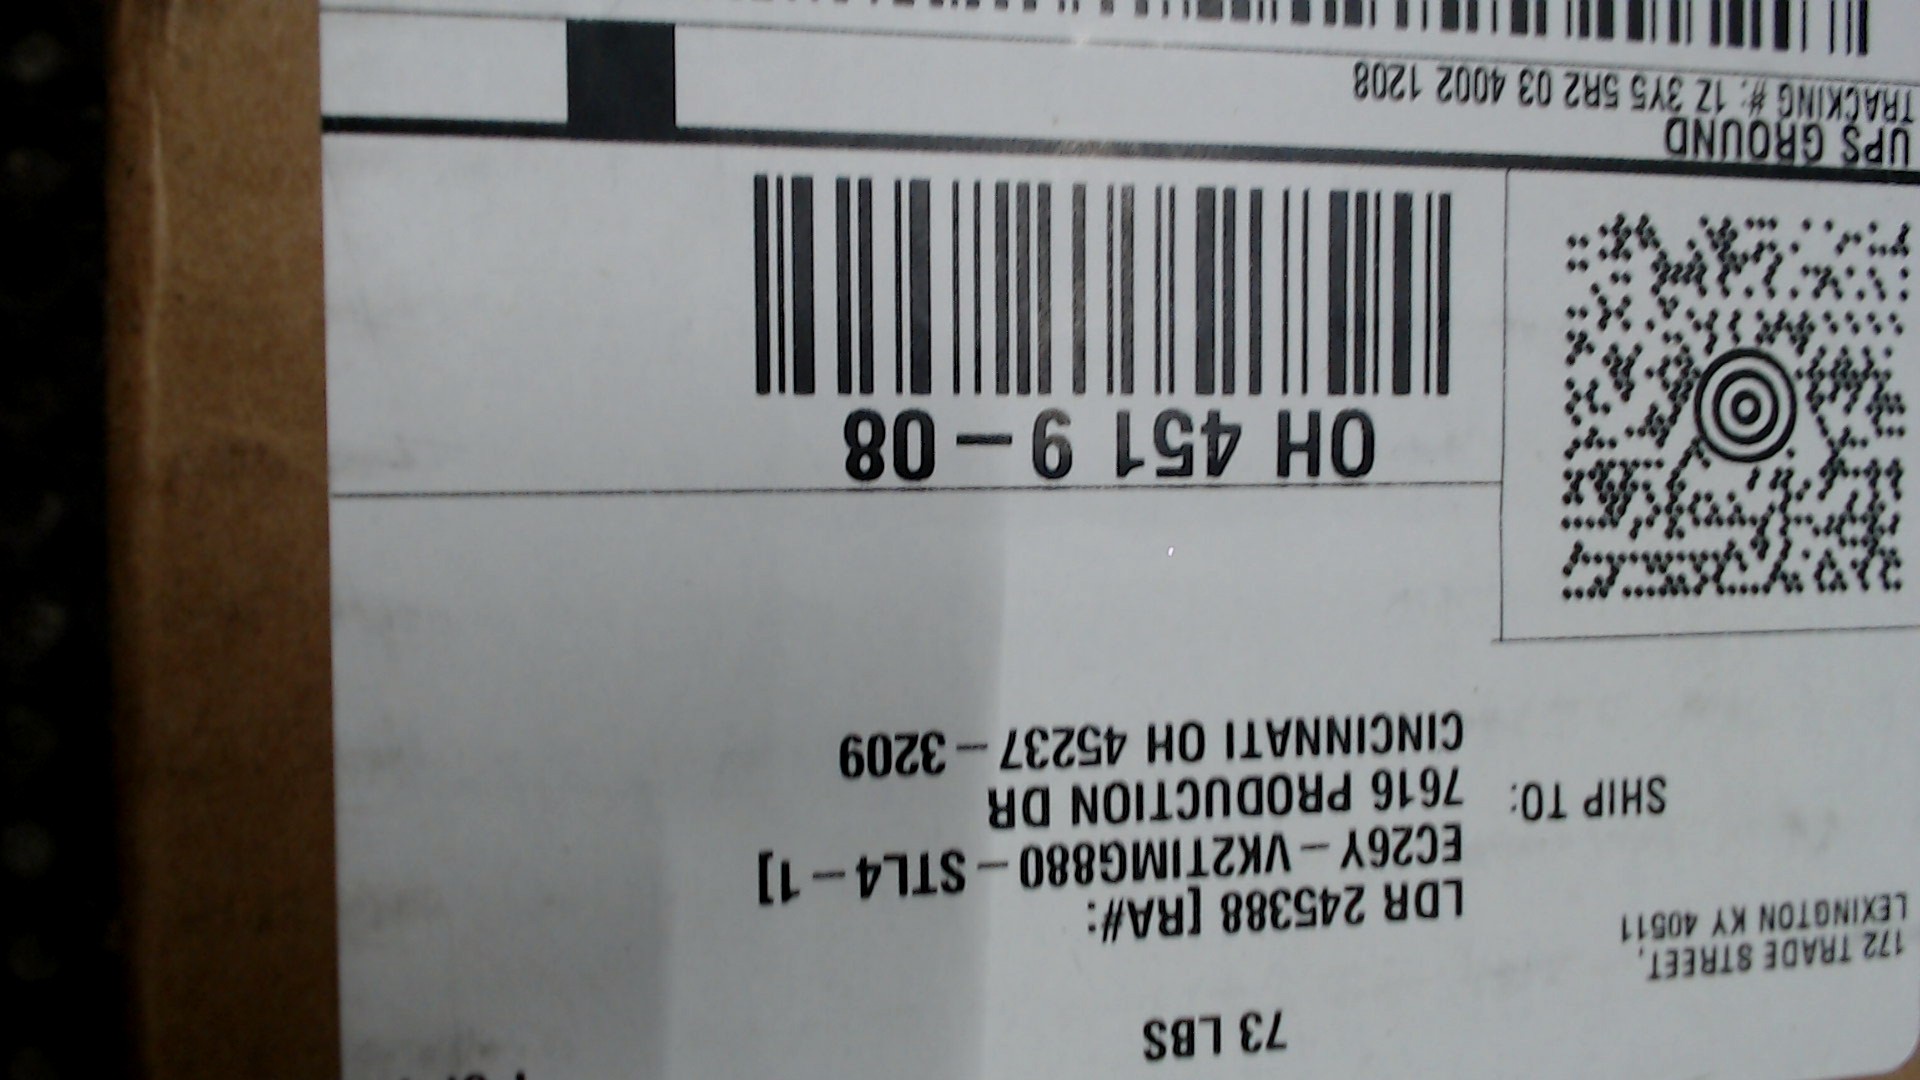 73 LBS
172 TRADE STREET,
LEXINGTON KY 40511
SHIP TO:
LDR 245388 [RA#:
EC26Y-VK2TIMG880-STL4-1]
7616 PRODUCTION DR
CINCINNATI OH 45237-3209
OH 451 9-08
UPS GROUND
TRACKING #: 1Z 3Y5 5R2 03 4002 1208